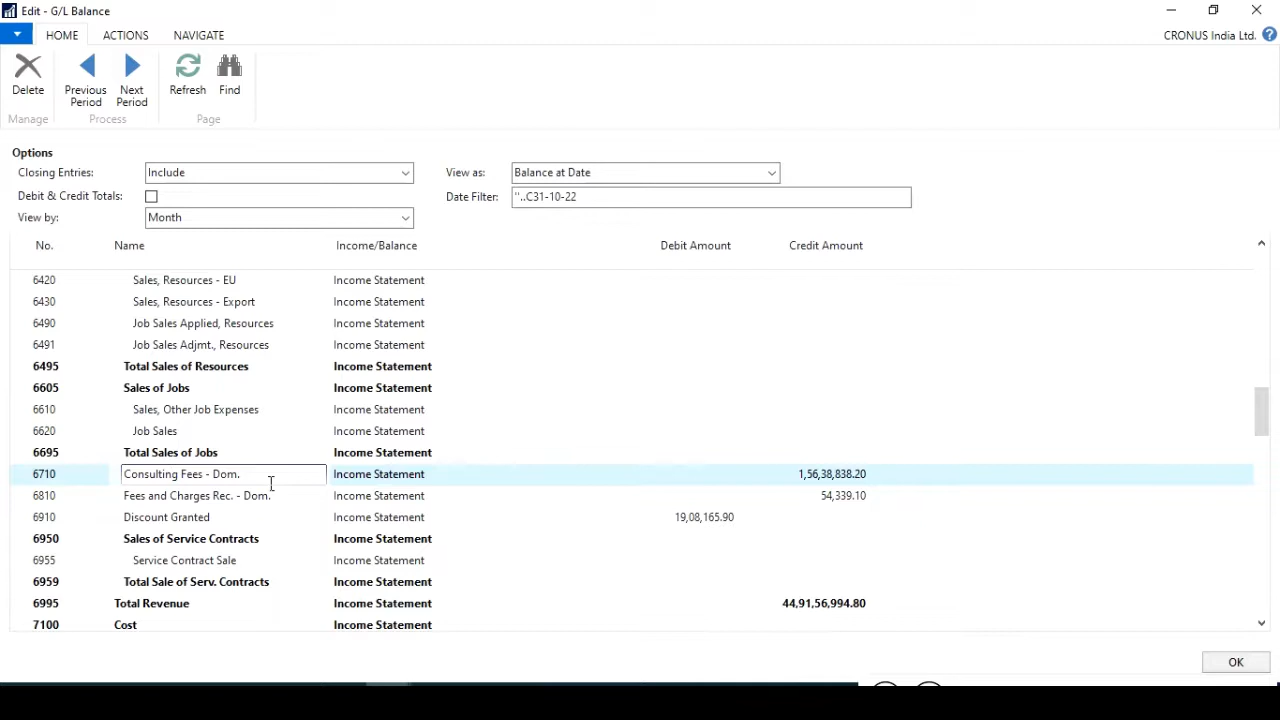 Edit - G/L Balance
HOME ACTIONS NAVIGATE CRONUS India Ltd. ?
Delete Previous Period Next Period Refresh Find
Manage Process Page
Options
Closing Entries: Include View as: Balance at Date
Debit & Credit Totals: Date Filter: ''..C31-10-22
View by: Month
No. Name Income/Balance Debit Amount Credit Amount
6420 Sales, Resources - EU Income Statement
6430 Sales, Resources - Export Income Statement
6490 Job Sales Applied, Resources Income Statement
6491 Job Sales Adjmt., Resources Income Statement
6495 Total Sales of Resources Income Statement
6605 Sales of Jobs Income Statement
6610 Sales, Other Job Expenses Income Statement
6620 Job Sales Income Statement
6695 Total Sales of Jobs Income Statement
6710 Consulting Fees - Dom. Income Statement 1,56,38,838.20
6810 Fees and Charges Rec. - Dom. Income Statement 54,339.10
6910 Discount Granted Income Statement 19,08,165.90
6950 Sales of Service Contracts Income Statement
6955 Service Contract Sale Income Statement
6959 Total Sale of Serv. Contracts Income Statement
6995 Total Revenue Income Statement 44,91,56,994.80
7100 Cost Income Statement
OK